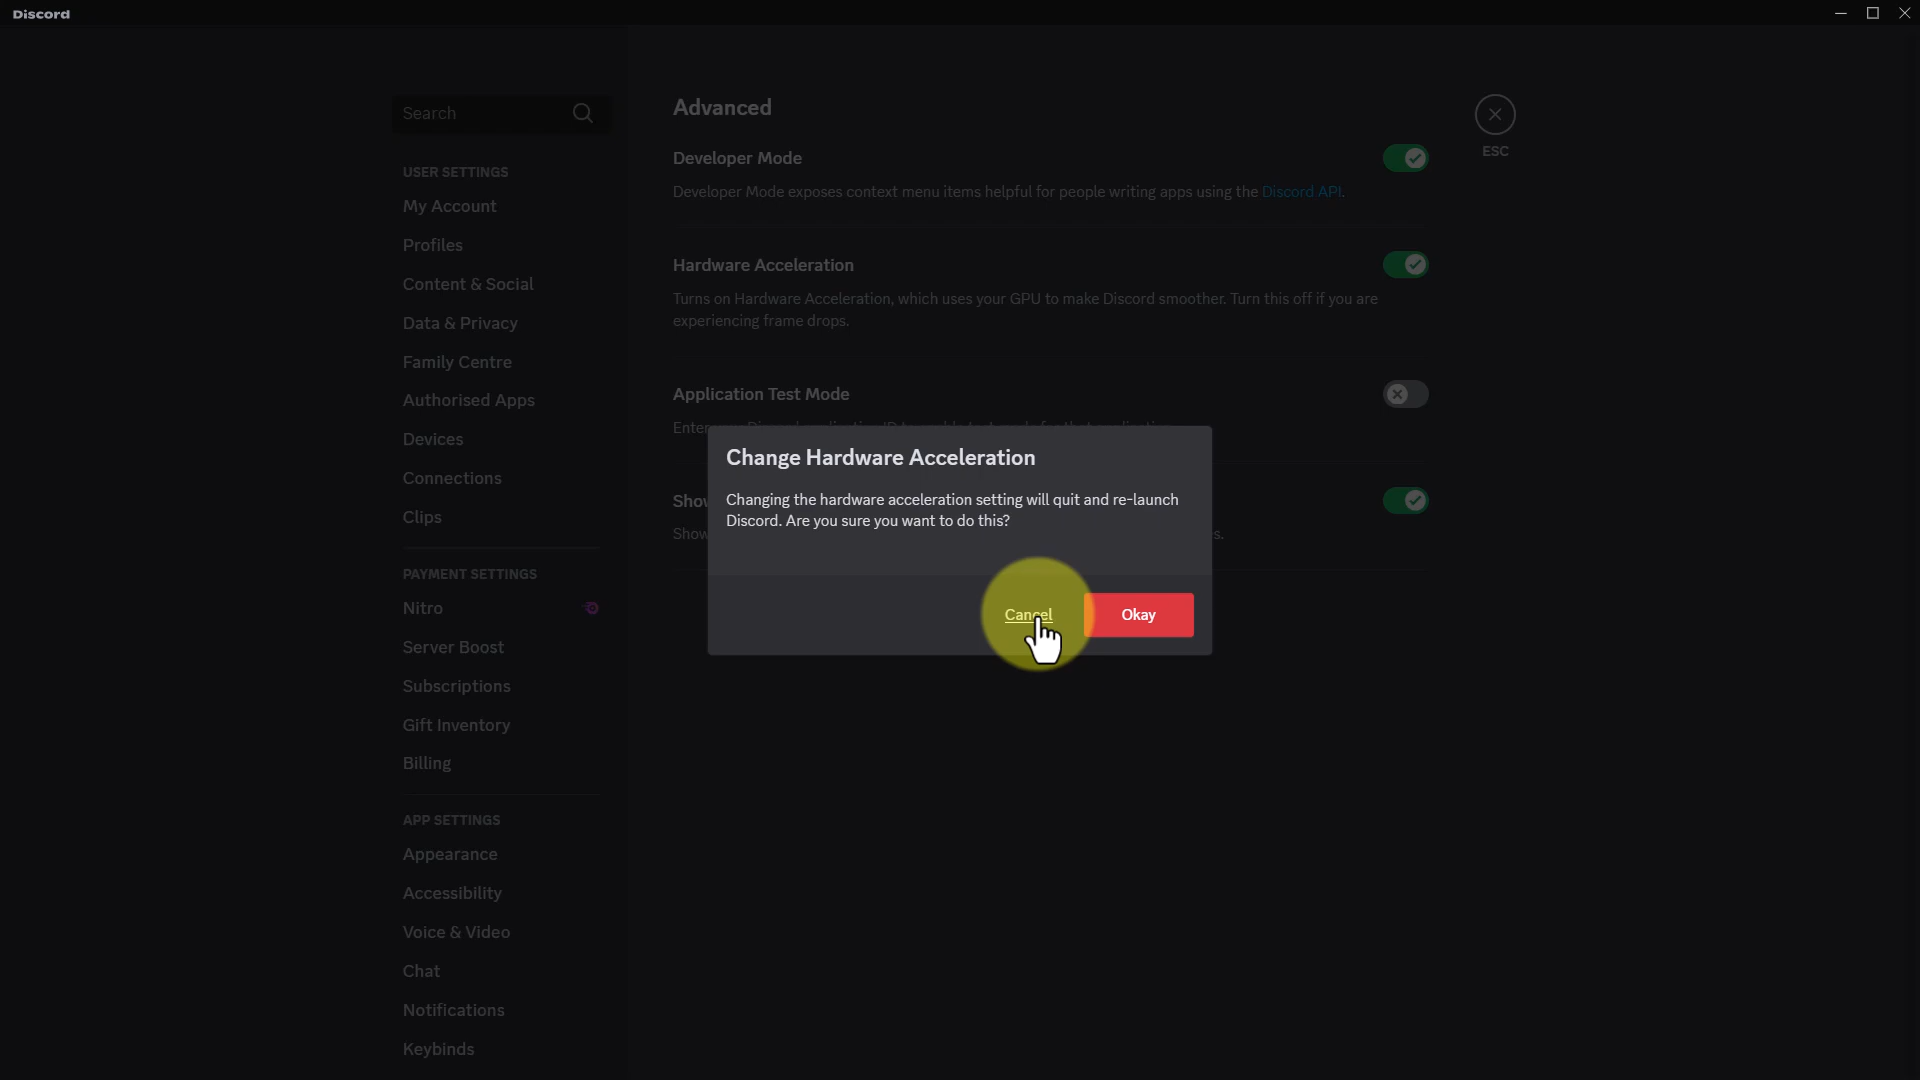 Discord
Search
USER SETTINGS
My Account
Profiles
Content & Social
Data & Privacy
Family Centre
Authorised Apps
Devices
Connections
Clips
PAYMENT SETTINGS
Nitro
Server Boost
Subscriptions
Gift Inventory
Billing
APP SETTINGS
Appearance
Accessibility
Voice & Video
Chat
Notifications
Keybinds
Advanced
ESC
Developer Mode
Developer Mode exposes context menu items helpful for people writing apps using the Discord API.
Hardware Acceleration
Turns on Hardware Acceleration, which uses your GPU to make Discord smoother. Turn this off if you are
experiencing frame drops.
Application Test Mode
Enter
Show
Show
s.
Change Hardware Acceleration
Changing the hardware acceleration setting will quit and re-launch
Discord. Are you sure you want to do this?
Cancel
Okay